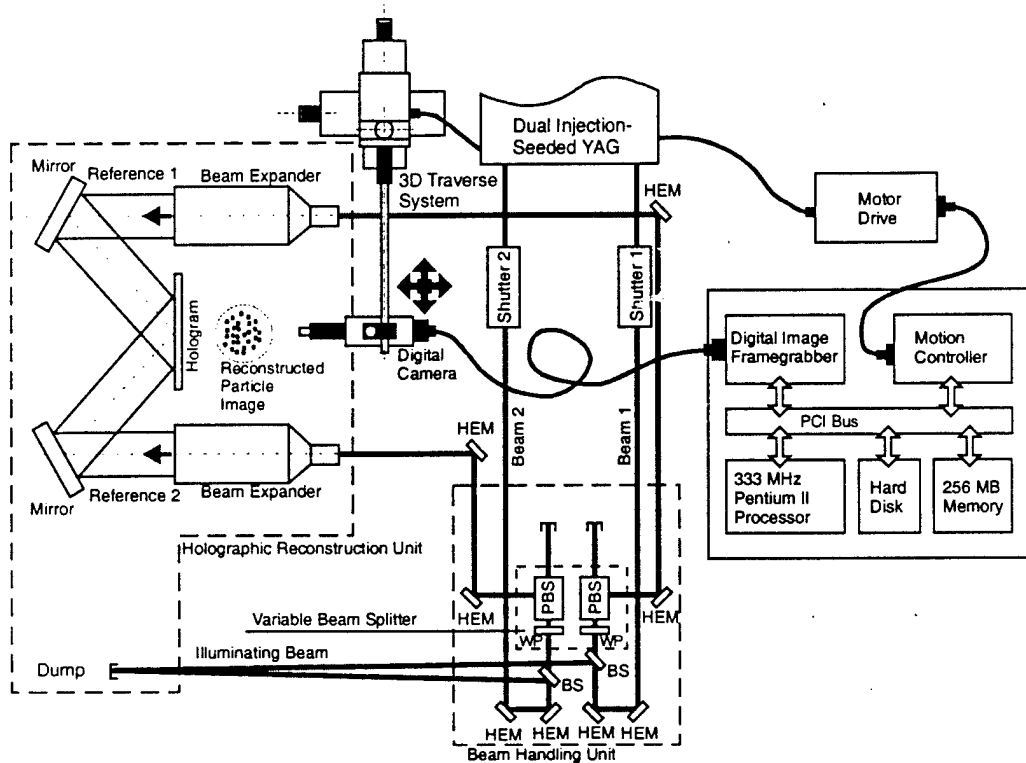 Dual Injection-
Seeded YAG
Mirror
Reference 1
Beam Expander
3D Traverse
System
HEM
Motor
Drive
Shutter 2
Shutter 1
Hologram
Reconstructed
Particle
Image
Digital
Camera
Digital Image
Framegrabber
Motion
Controller
PCI Bus
333 MHz
Pentium II
Processor
Hard
Disk
256 MB
Memory
Beam 2
Beam 1
HEM
Mirror
Reference 2
Beam Expander
Holographic Reconstruction Unit
PBS
PBS
HEM
HEM
Variable Beam Splitter
WP
WP
Illuminating Beam
BS
BS
Dump
HEM
HEM
HEM
HEM
Beam Handling Unit